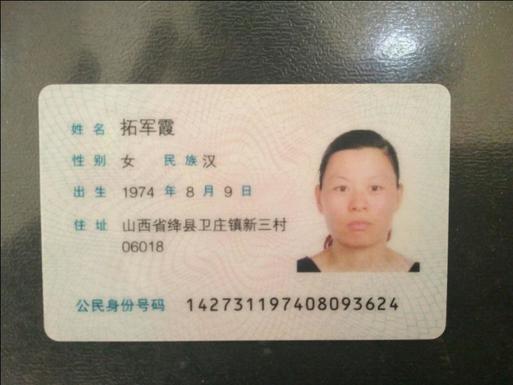 姓名 拓军霞
性别 女 民族 汉
出生 1974 年 8 月 9 日
住址 山西省绛县卫庄镇新三村
06018
公民身份号码 142731197408093624